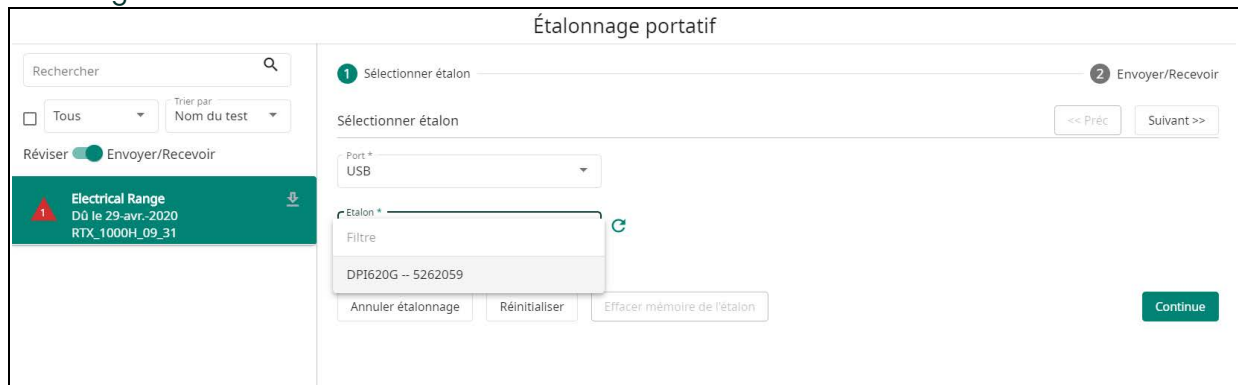 Étalonnage portatif
Rechercher
Tous
Trier par
Nom du test
Réviser Envoyer/Recevoir
1
Electrical Range
Dû le 29-avr.-2020
RTX_1000H_09_31
1 Sélectionner étalon
2 Envoyer/Recevoir
Sélectionner étalon
<< Préc
Suivant >>
Port *
USB
Etalon *
Filtre
DPI620G -- 5262059
Annuler étalonnage
Réinitialiser
Effacer mémoire de l'étalon
Continue